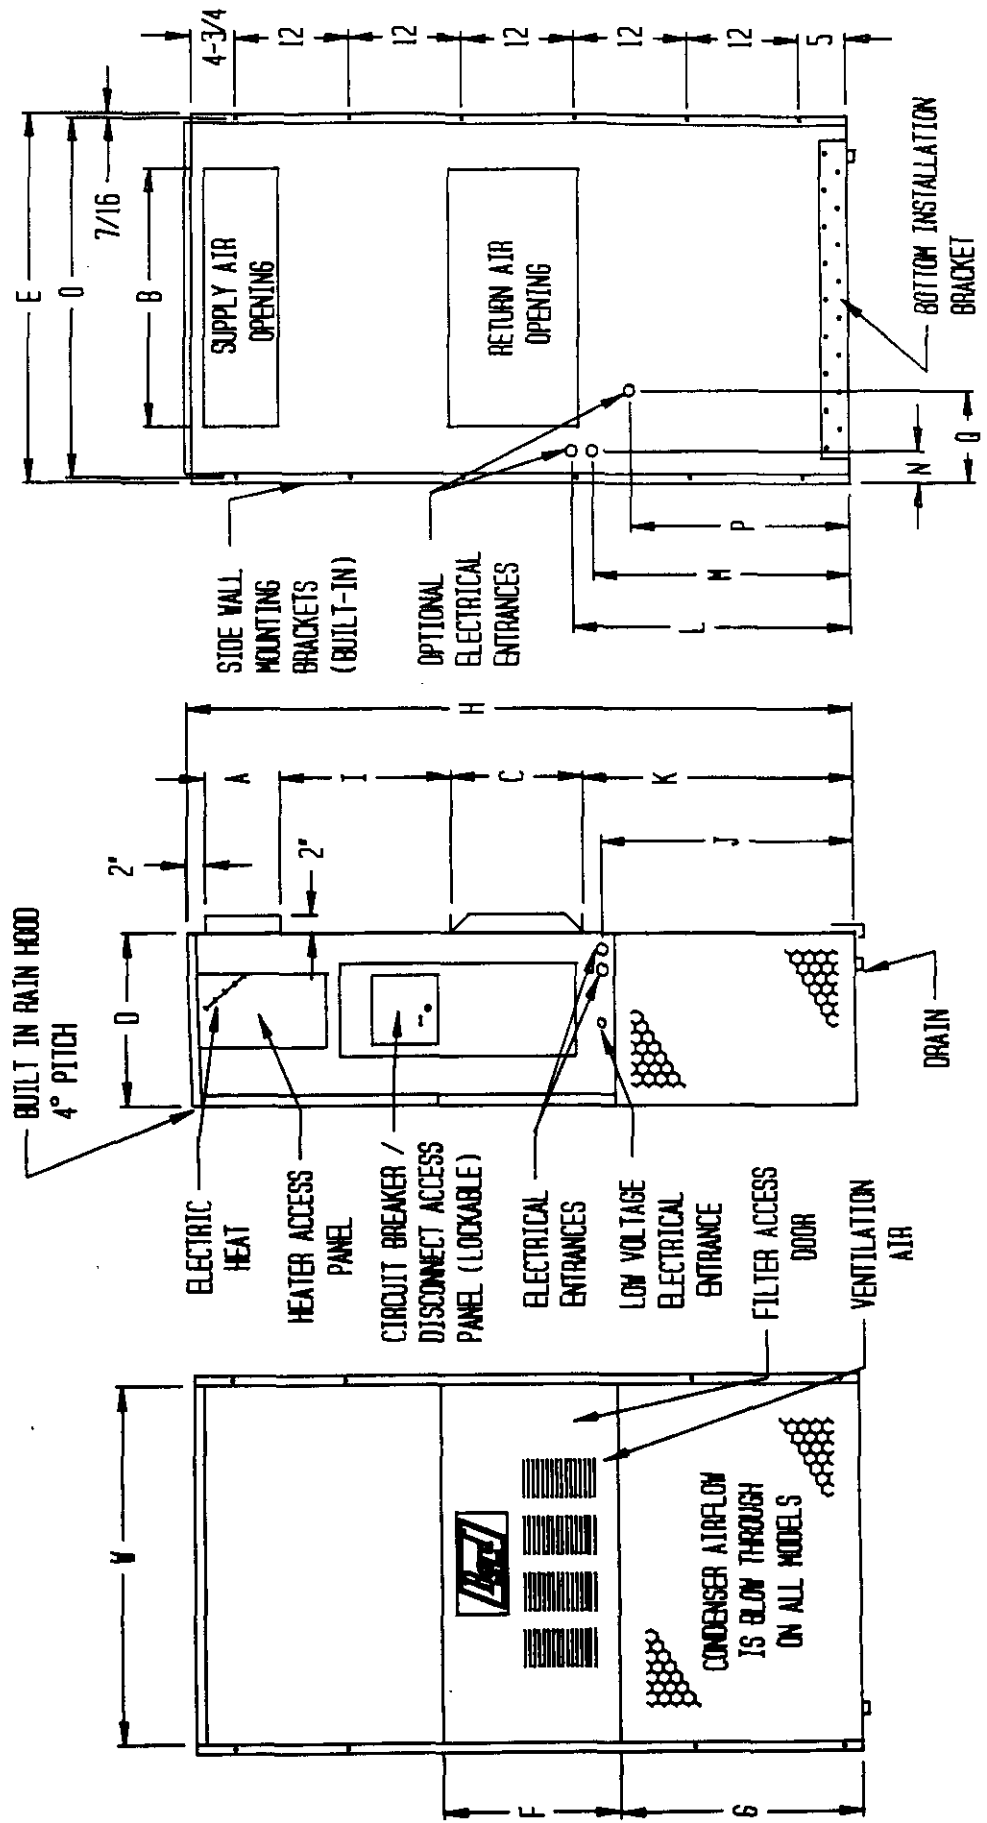 W
F
G
Bard
CONDENSER AIRFLOW
IS BLOW THROUGH
ON ALL MODELS
BUILT IN RAIN HOOD
4° PITCH
ELECTRIC
HEAT
HEATER ACCESS
PANEL
CIRCUIT BREAKER /
DISCONNECT ACCESS
PANEL (LOCKABLE)
ELECTRICAL
ENTRANCES
LOW VOLTAGE
ELECTRICAL
ENTRANCE
FILTER ACCESS
DOOR
VENTILATION
AIR
D
2"
2"
A
I
C
K
J
H
DRAIN
SIDE WALL
MOUNTING
BRACKETS
(BUILT-IN)
OPTIONAL
ELECTRICAL
ENTRANCES
L
M
P
N
Q
E
O
B
7/16
SUPPLY AIR
OPENING
RETURN AIR
OPENING
4-3/4
12
12
12
12
12
5
BOTTOM INSTALLATION
BRACKET